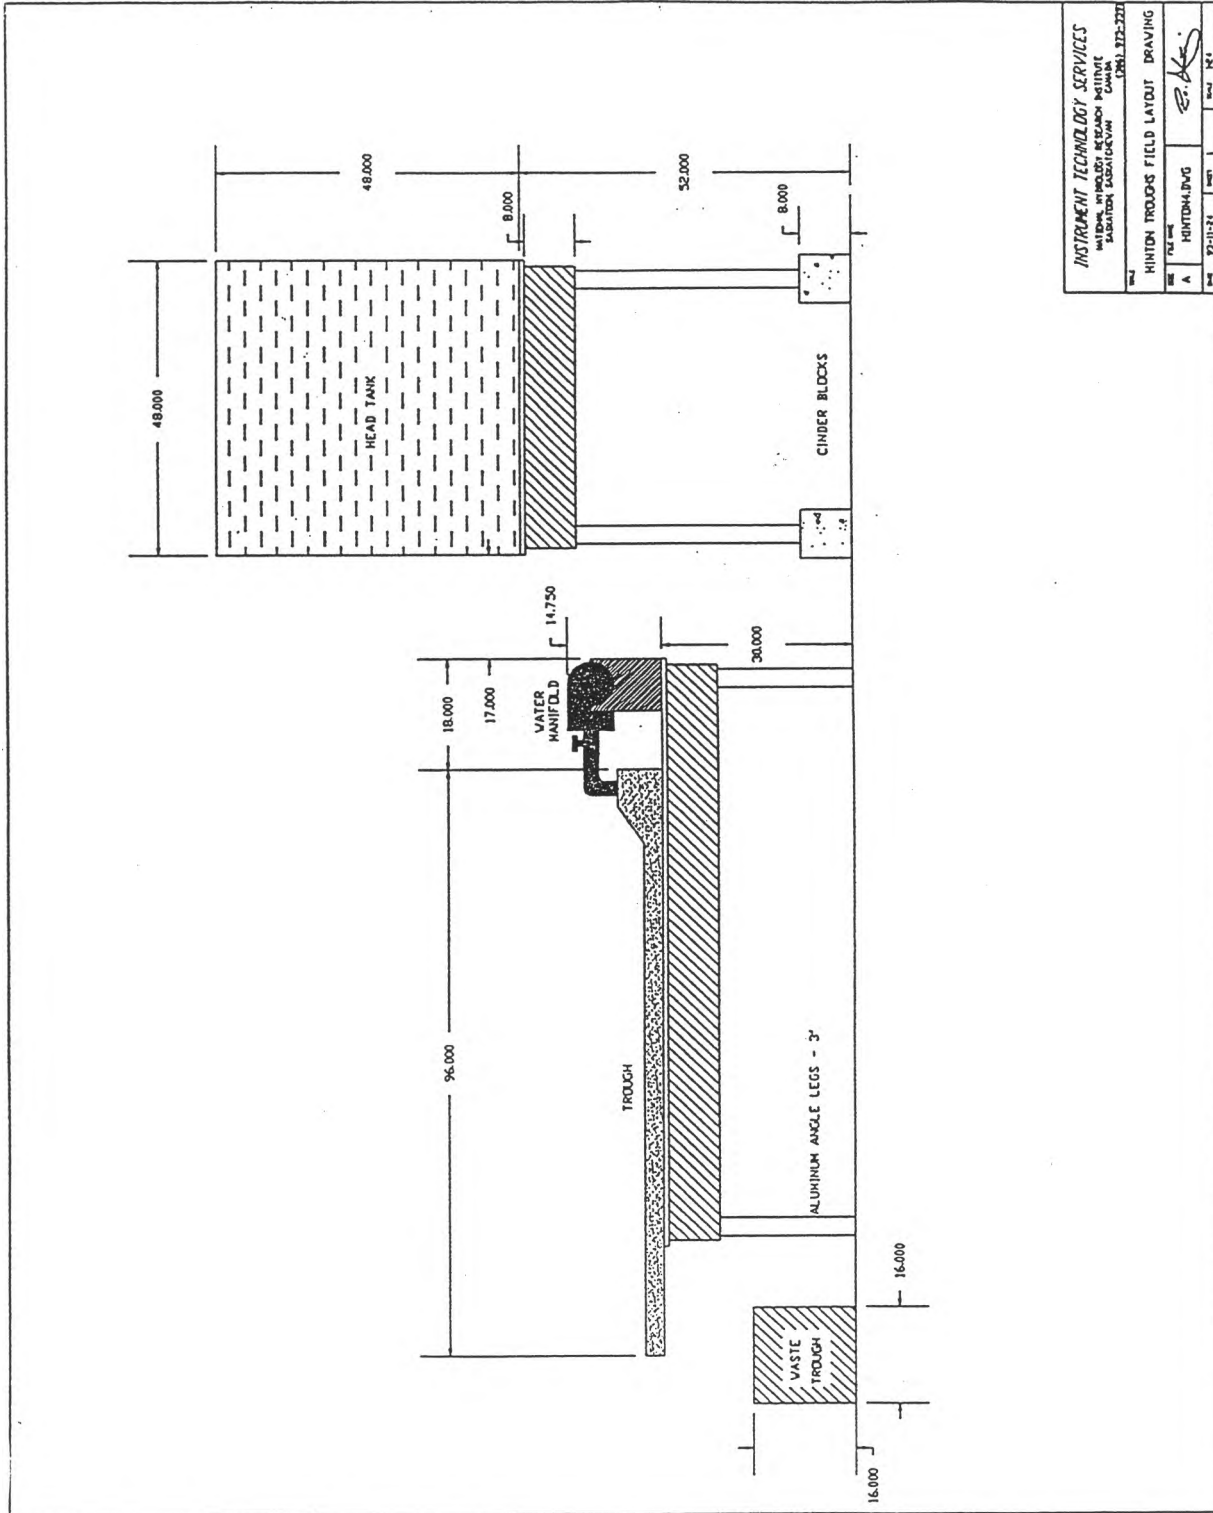 48.000
48.000
HEAD TANK
8.000
52.000
8.000
CINDER BLOCKS
14.750
18.000
17.000
WATER
MANIFOLD
30.000
96.000
TROUGH
ALUMINUM ANGLE LEGS - 3'
16.000
WASTE
TROUGH
16.000
INSTRUMENT TECHNOLOGY SERVICES
NATIONAL HYDROLOGY RESEARCH INSTITUTE
SASKATOON, SASKATCHEWAN CANADA
HINTON TROUGHS FIELD LAYOUT DRAWING
A HINTON4.DWG